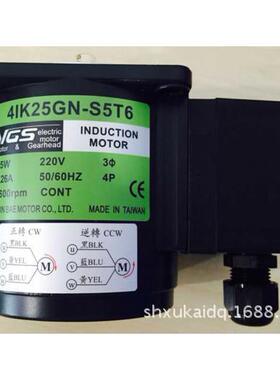 4IK25GN-S5T6
NGS electric motor & Gearhead
INDUCTION MOTOR
5W 220V 3Φ
26A 50/60HZ 4P
600rpm CONT
BAE MOTOR CO., LTD. MADE IN TAIWAN
正轉 CW 逆轉 CCW
U 黑BLK U 黑BLK
V 藍BLU M V 藍BLU M
W 黃YEL W 黃YEL
shxukaidq.1688.